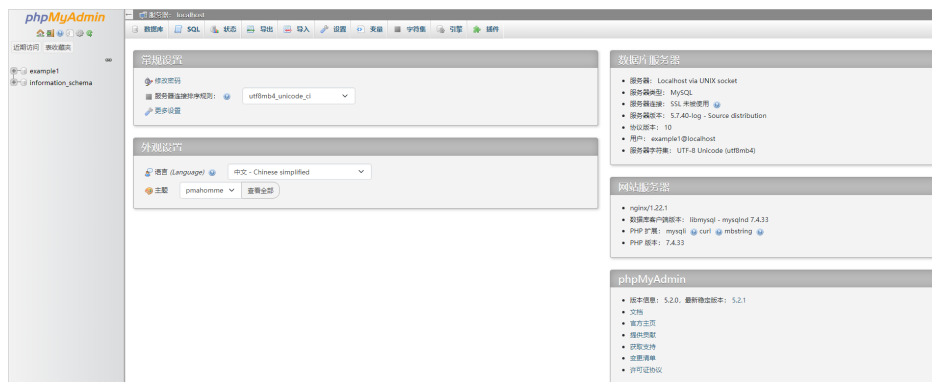 phpMyAdmin
近期访问 表收藏夹
example1
information_schema
服务器: localhost
数据库 SQL 状态 导出 导入 设置 变量 字符集 引擎 插件
常规设置
修改密码
服务器连接排序规则: utf8mb4_unicode_ci
更多设置
外观设置
语言 (Language) 中文 - Chinese simplified
主题 pmahomme 查看全部
数据库服务器
服务器: Localhost via UNIX socket
服务器类型: MySQL
服务器连接: SSL 未被使用
服务器版本: 5.7.40-log - Source distribution
协议版本: 10
用户: example1@localhost
服务器字符集: UTF-8 Unicode (utf8mb4)
网站服务器
nginx/1.22.1
数据库客户端版本: libmysql - mysqlnd 7.4.33
PHP 扩展: mysqli curl mbstring
PHP 版本: 7.4.33
phpMyAdmin
版本信息: 5.2.0, 最新稳定版本: 5.2.1
文档
官方主页
提供贡献
获取支持
变更清单
许可证协议